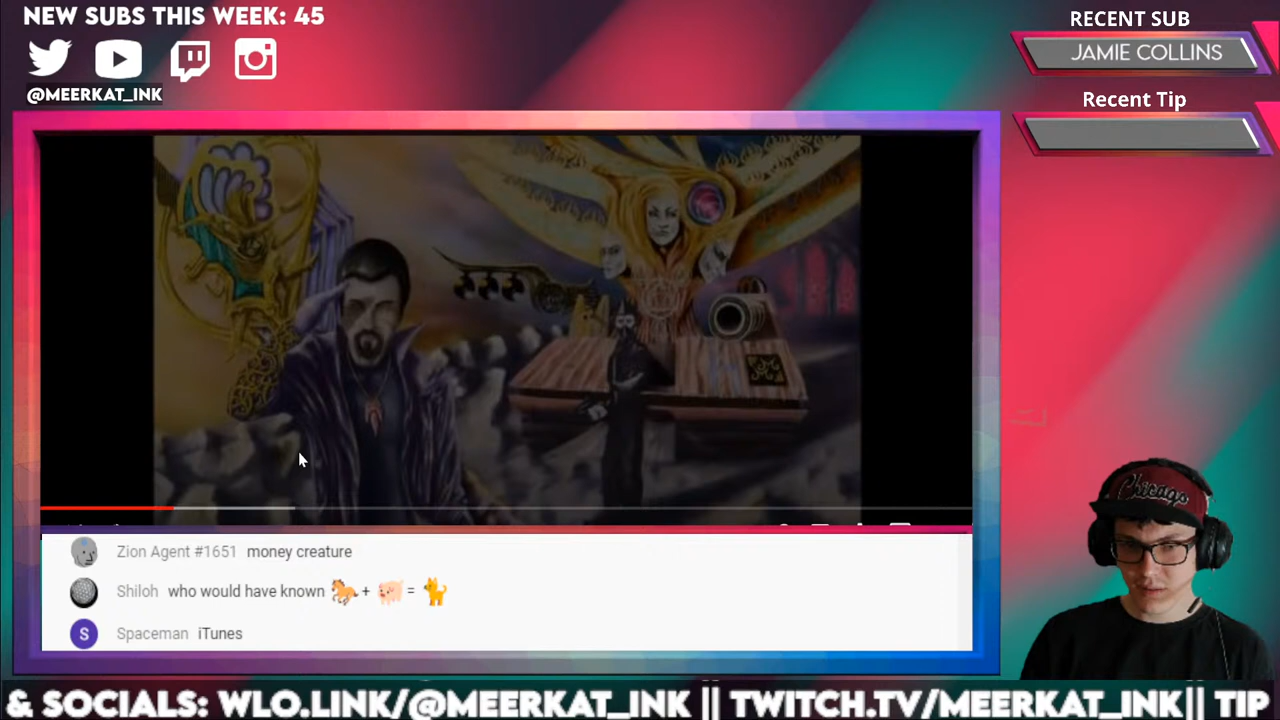 NEW SUBS THIS WEEK: 45
@MEERKAT_INK
RECENT SUB
JAMIE COLLINS
Recent Tip
Zion Agent #1651 money creature
Shiloh who would have known 🐎+ 🐖 = 🐈
S
Spaceman iTunes
Chicago
& SOCIALS: WLO.LINK/@MEERKAT_INK || TWITCH.TV/MEERKAT_INK|| TIP